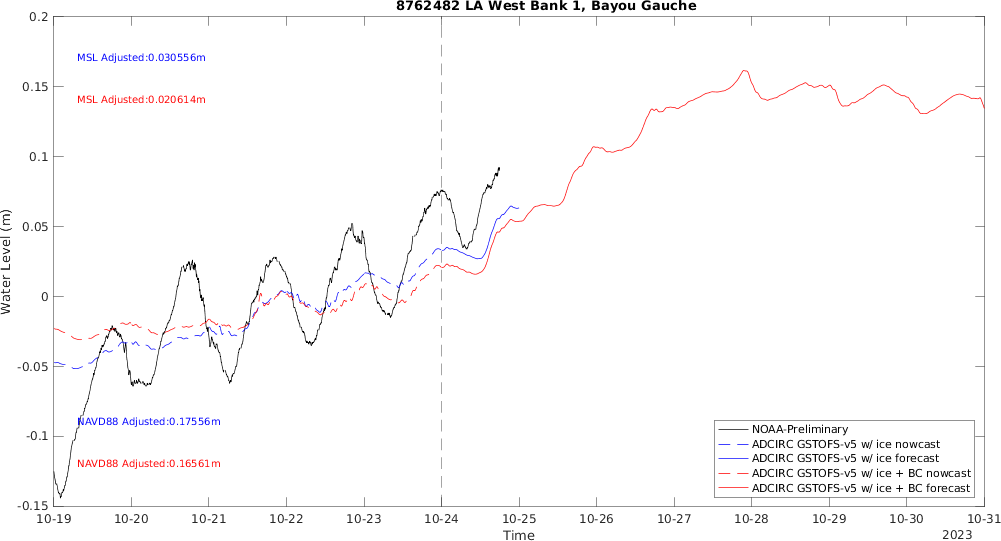 8762482 LA West Bank 1, Bayou Gauche
0.2
0.15
0.1
0.05
0
-0.05
-0.1
-0.15
Water Level (m)
MSL Adjusted:0.030556m
MSL Adjusted:0.020614m
NAVD88 Adjusted:0.17556m
NAVD88 Adjusted:0.16561m
NOAA-Preliminary
ADCIRC GSTOFS-v5 w/ ice nowcast
ADCIRC GSTOFS-v5 w/ ice forecast
ADCIRC GSTOFS-v5 w/ ice + BC nowcast
ADCIRC GSTOFS-v5 w/ ice + BC forecast
10-19 10-20 10-21 10-22 10-23 10-24 10-25 10-26 10-27 10-28 10-29 10-30 10-31
Time
2023